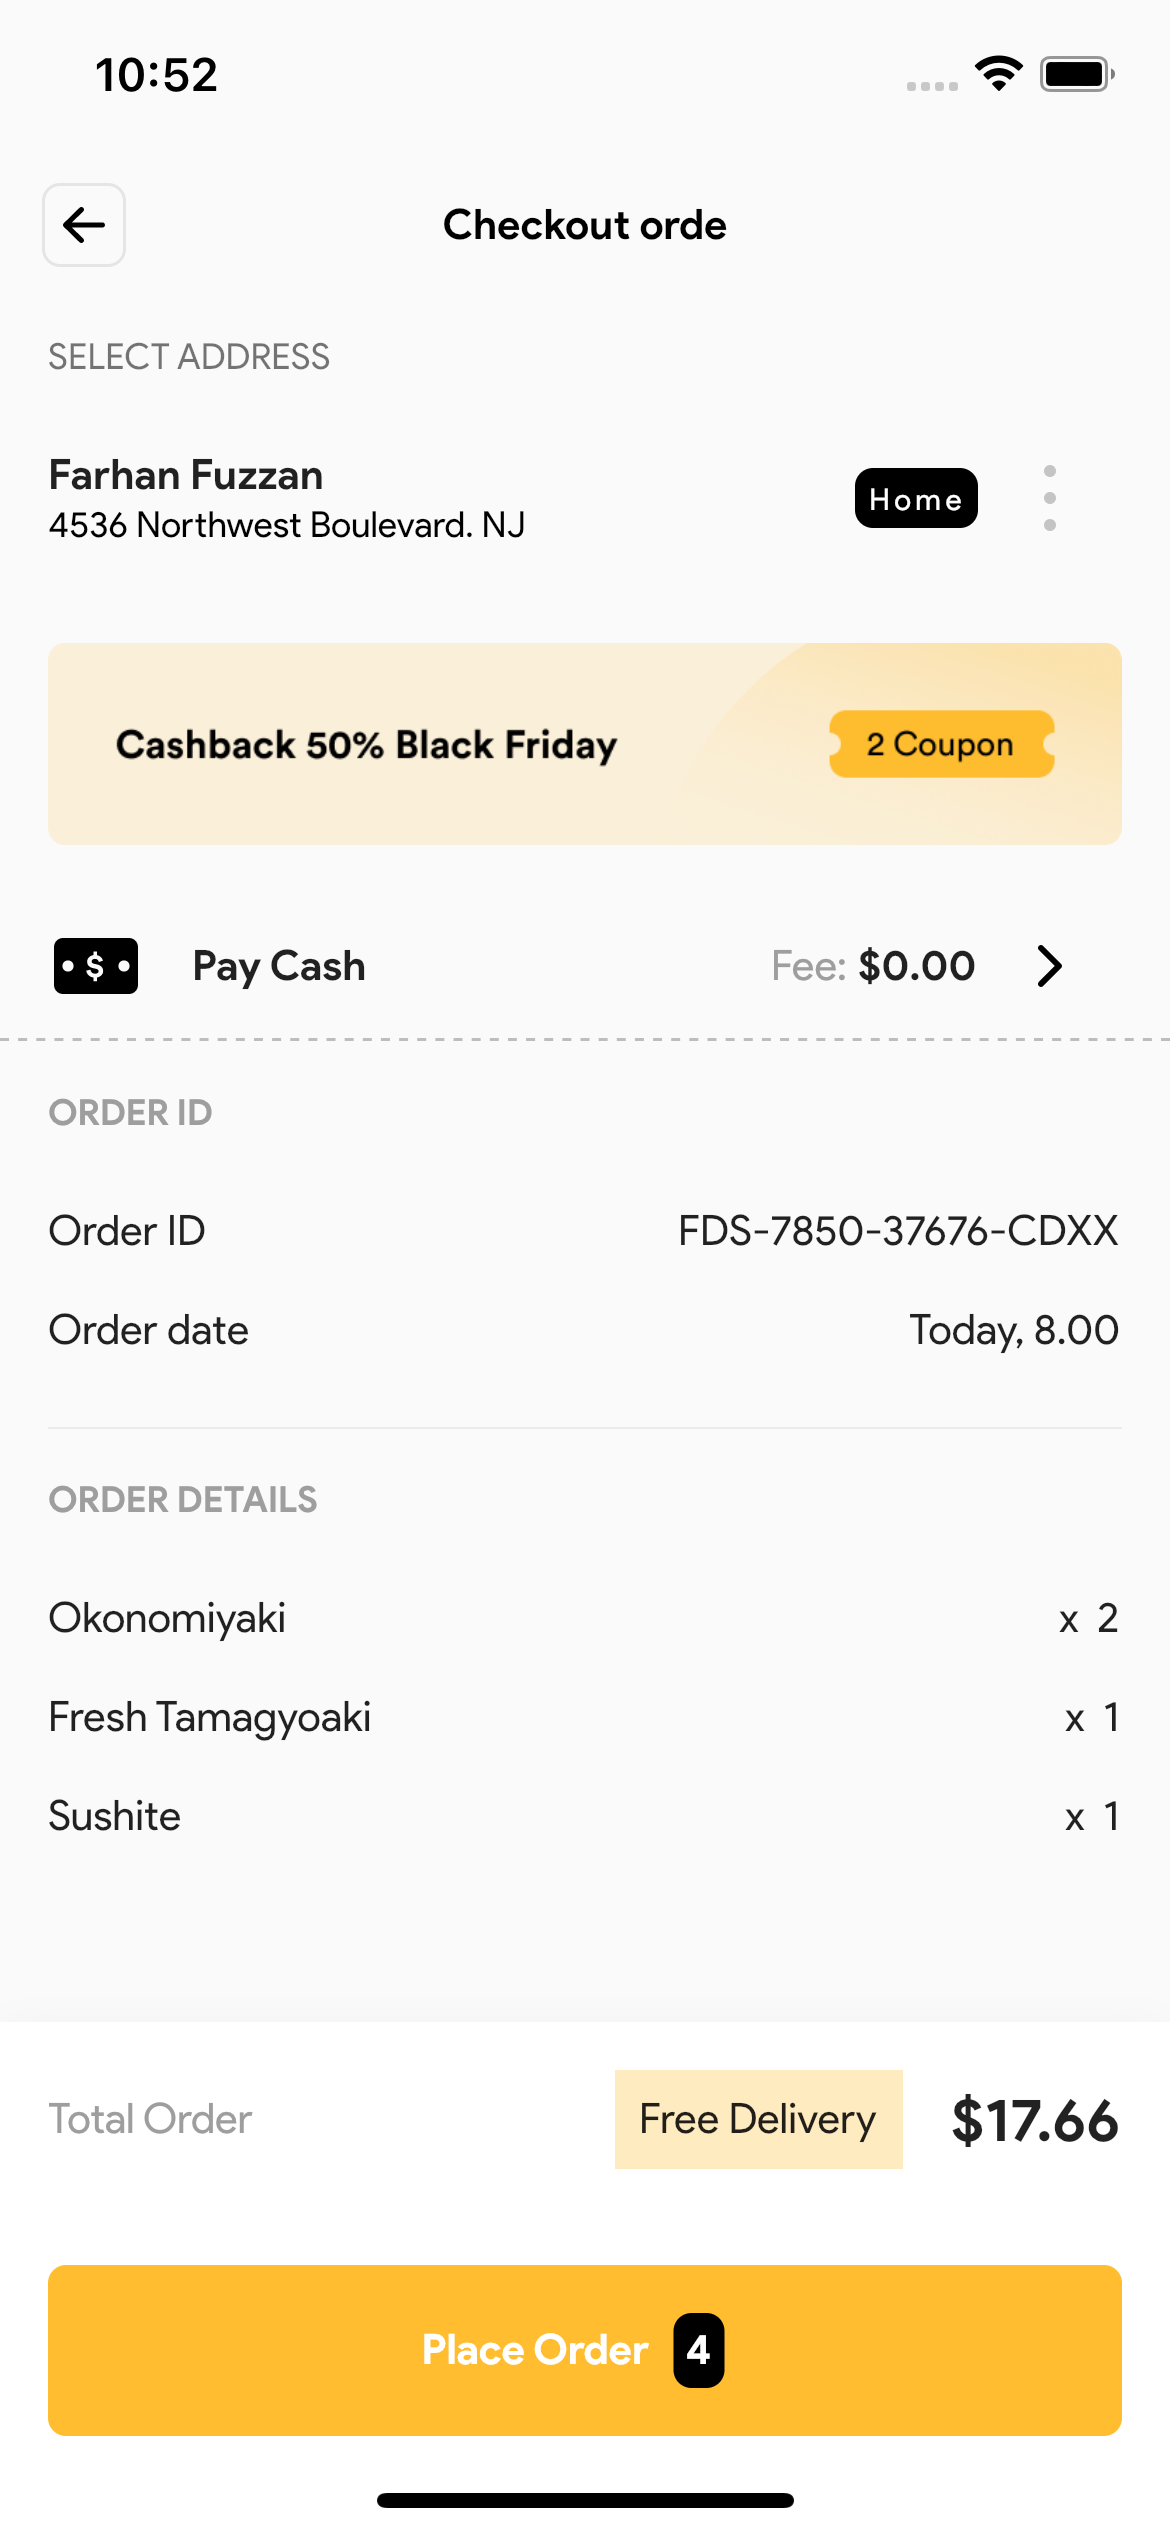 10:52
Checkout orde
SELECT ADDRESS
Farhan Fuzzan
4536 Northwest Boulevard. NJ
Home
Cashback 50% Black Friday
2 Coupon
$
Pay Cash
Fee: $0.00
ORDER ID
Order ID
FDS-7850-37676-CDXX
Order date
Today, 8.00
ORDER DETAILS
Okonomiyaki
x 2
Fresh Tamagyoaki
x 1
Sushite
x 1
Total Order
Free Delivery
$17.66
Place Order
4